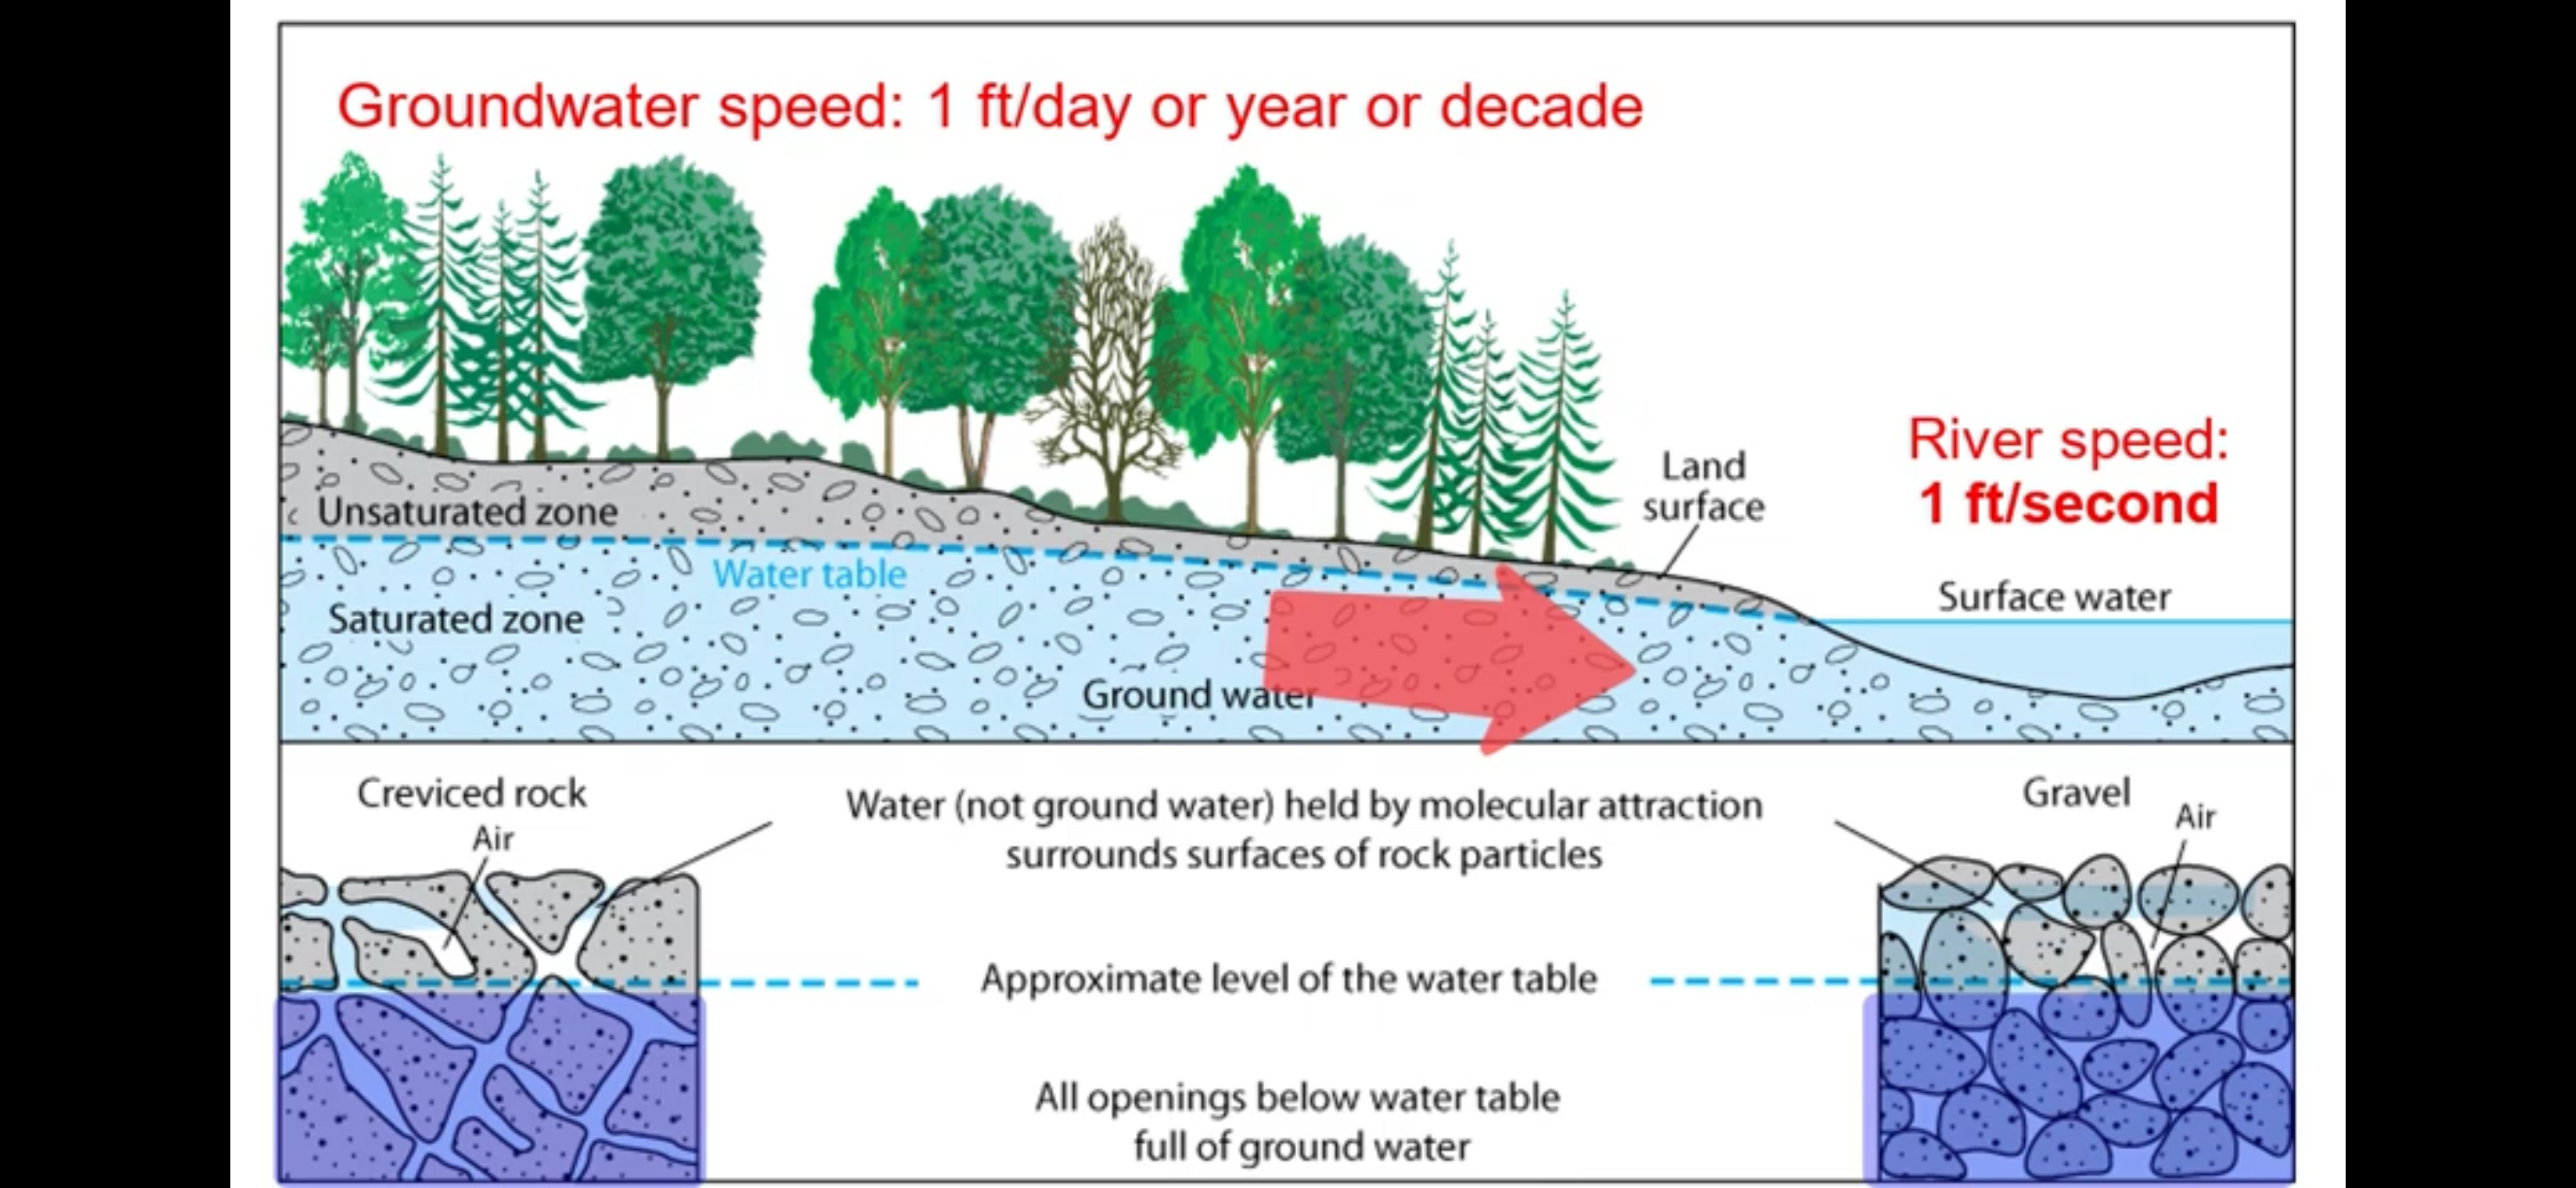 Groundwater speed: 1 ft/day or year or decade
River speed:
1 ft/second
Land
surface
Unsaturated zone
Water table
Surface water
Saturated zone
Ground water
Creviced rock
Air
Water (not ground water) held by molecular attraction
surrounds surfaces of rock particles
Gravel
Air
Approximate level of the water table
All openings below water table
full of ground water